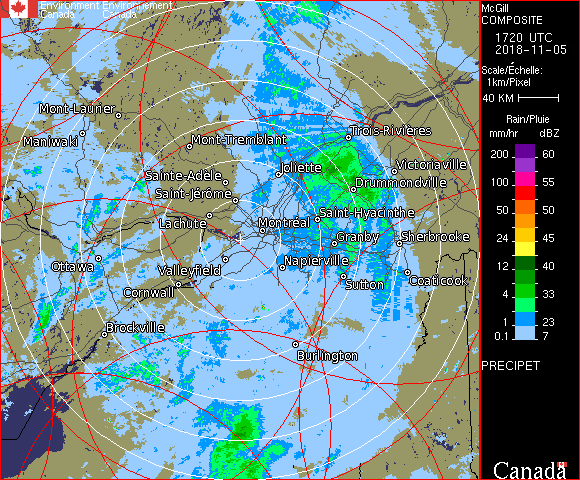 Environment Environnement
Canada Canada
Mont-Laurier
Maniwaki
Mont-Tremblant
Trois-Rivières
Joliette
Victoriaville
Sainte-Adèle
Drummondville
Saint-Jérôme
Lachute
Saint-Hyacinthe
Montréal
Granby
Sherbrooke
Ottawa
Valleyfield
Napierville
Coaticook
Sutton
Cornwall
Brockville
Burlington
McGill
COMPOSITE
1720 UTC
2018-11-05
Scale/Échelle:
1km/Pixel
40 KM
Rain/Pluie
mm/hr dBZ
200 60
100 55
50 50
24 45
12 40
8 33
4 33
1 23
0.1 7
PRECIPET
Canada